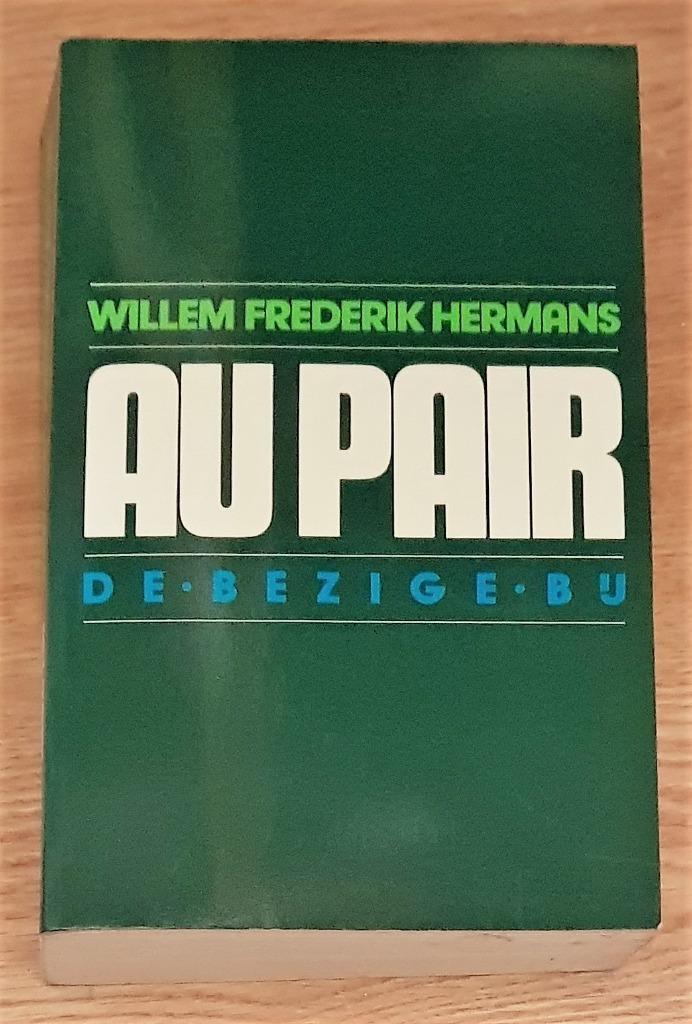 WILLEM FREDERIK HERMANS
AU PAIR
DE·BEZIGE·BIJ